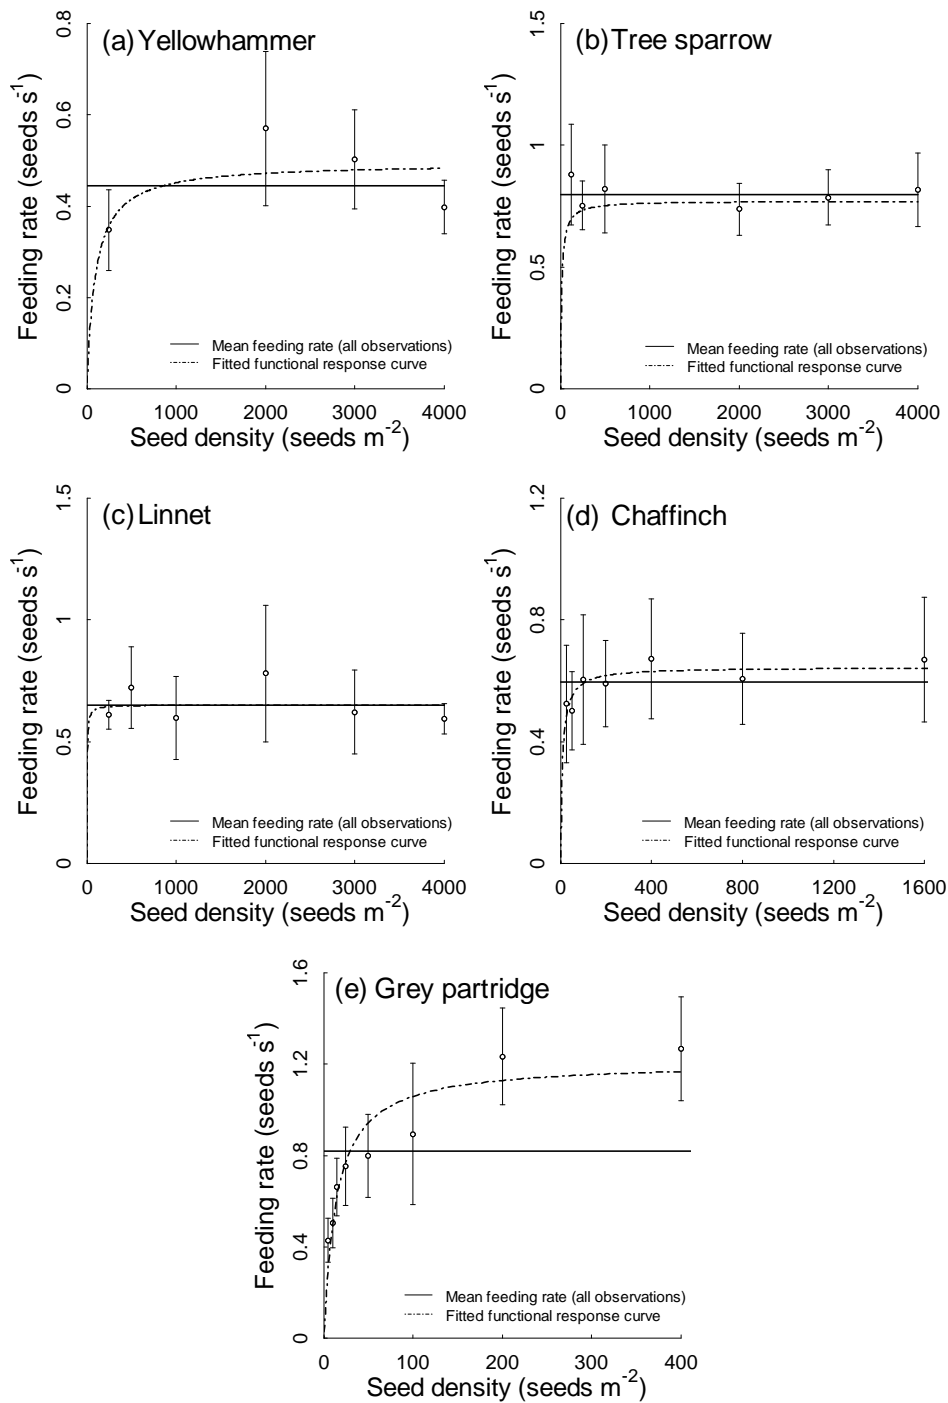 (a) Yellowhammer
Feeding rate (seeds s-1)
0 0.2 0.4 0.6 0.8
Mean feeding rate (all observations)
Fitted functional response curve
0 1000 2000 3000 4000
Seed density (seeds m-2)
(b) Tree sparrow
Feeding rate (seeds s-1)
0 0.5 1 1.5
Mean feeding rate (all observations)
Fitted functional response curve
0 1000 2000 3000 4000
Seed density (seeds m-2)
(c) Linnet
Feeding rate (seeds s-1)
0 0.5 1 1.5
Mean feeding rate (all observations)
Fitted functional response curve
0 1000 2000 3000 4000
Seed density (seeds m-2)
(d) Chaffinch
Feeding rate (seeds s-1)
0 0.4 0.8 1.2
Mean feeding rate (all observations)
Fitted functional response curve
0 400 800 1200 1600
Seed density (seeds m-2)
(e) Grey partridge
Feeding rate (seeds s-1)
0 0.4 0.8 1.2 1.6
Mean feeding rate (all observations)
Fitted functional response curve
0 100 200 300 400
Seed density (seeds m-2)